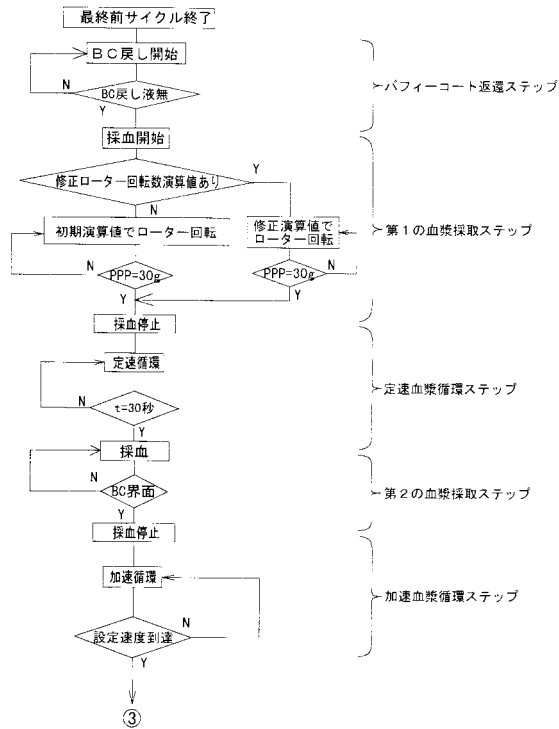 最終前サイクル終了
BC戻し開始
N
BC戻し液無
Y
バフィーコート返還ステップ
採血開始
修正ローター回転数演算値あり
Y
N
初期演算値でローター回転
修正演算値で
ローター回転
第1の血漿採取ステップ
N
PPP=30g
Y
PPP=30g
N
Y
採血停止
定速循環
定速血漿循環ステップ
N
t=30秒
Y
採血
N
BC界面
Y
第2の血漿採取ステップ
採血停止
加速循環
加速血漿循環ステップ
設定速度到達
N
Y
③